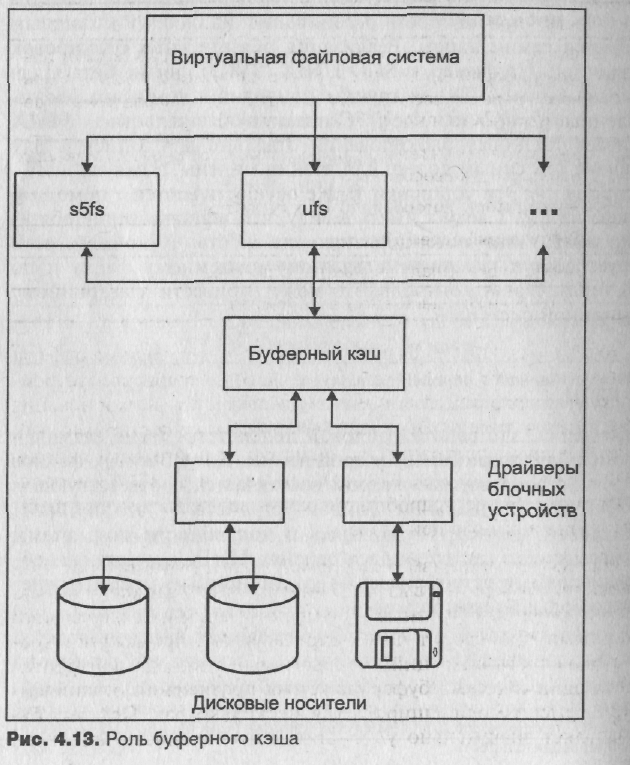 Виртуальная файловая система
s5fs
ufs
...
Буферный кэш
Драйверы
блочных
устройств
Дисковые носители
Рис. 4.13. Роль буферного кэша